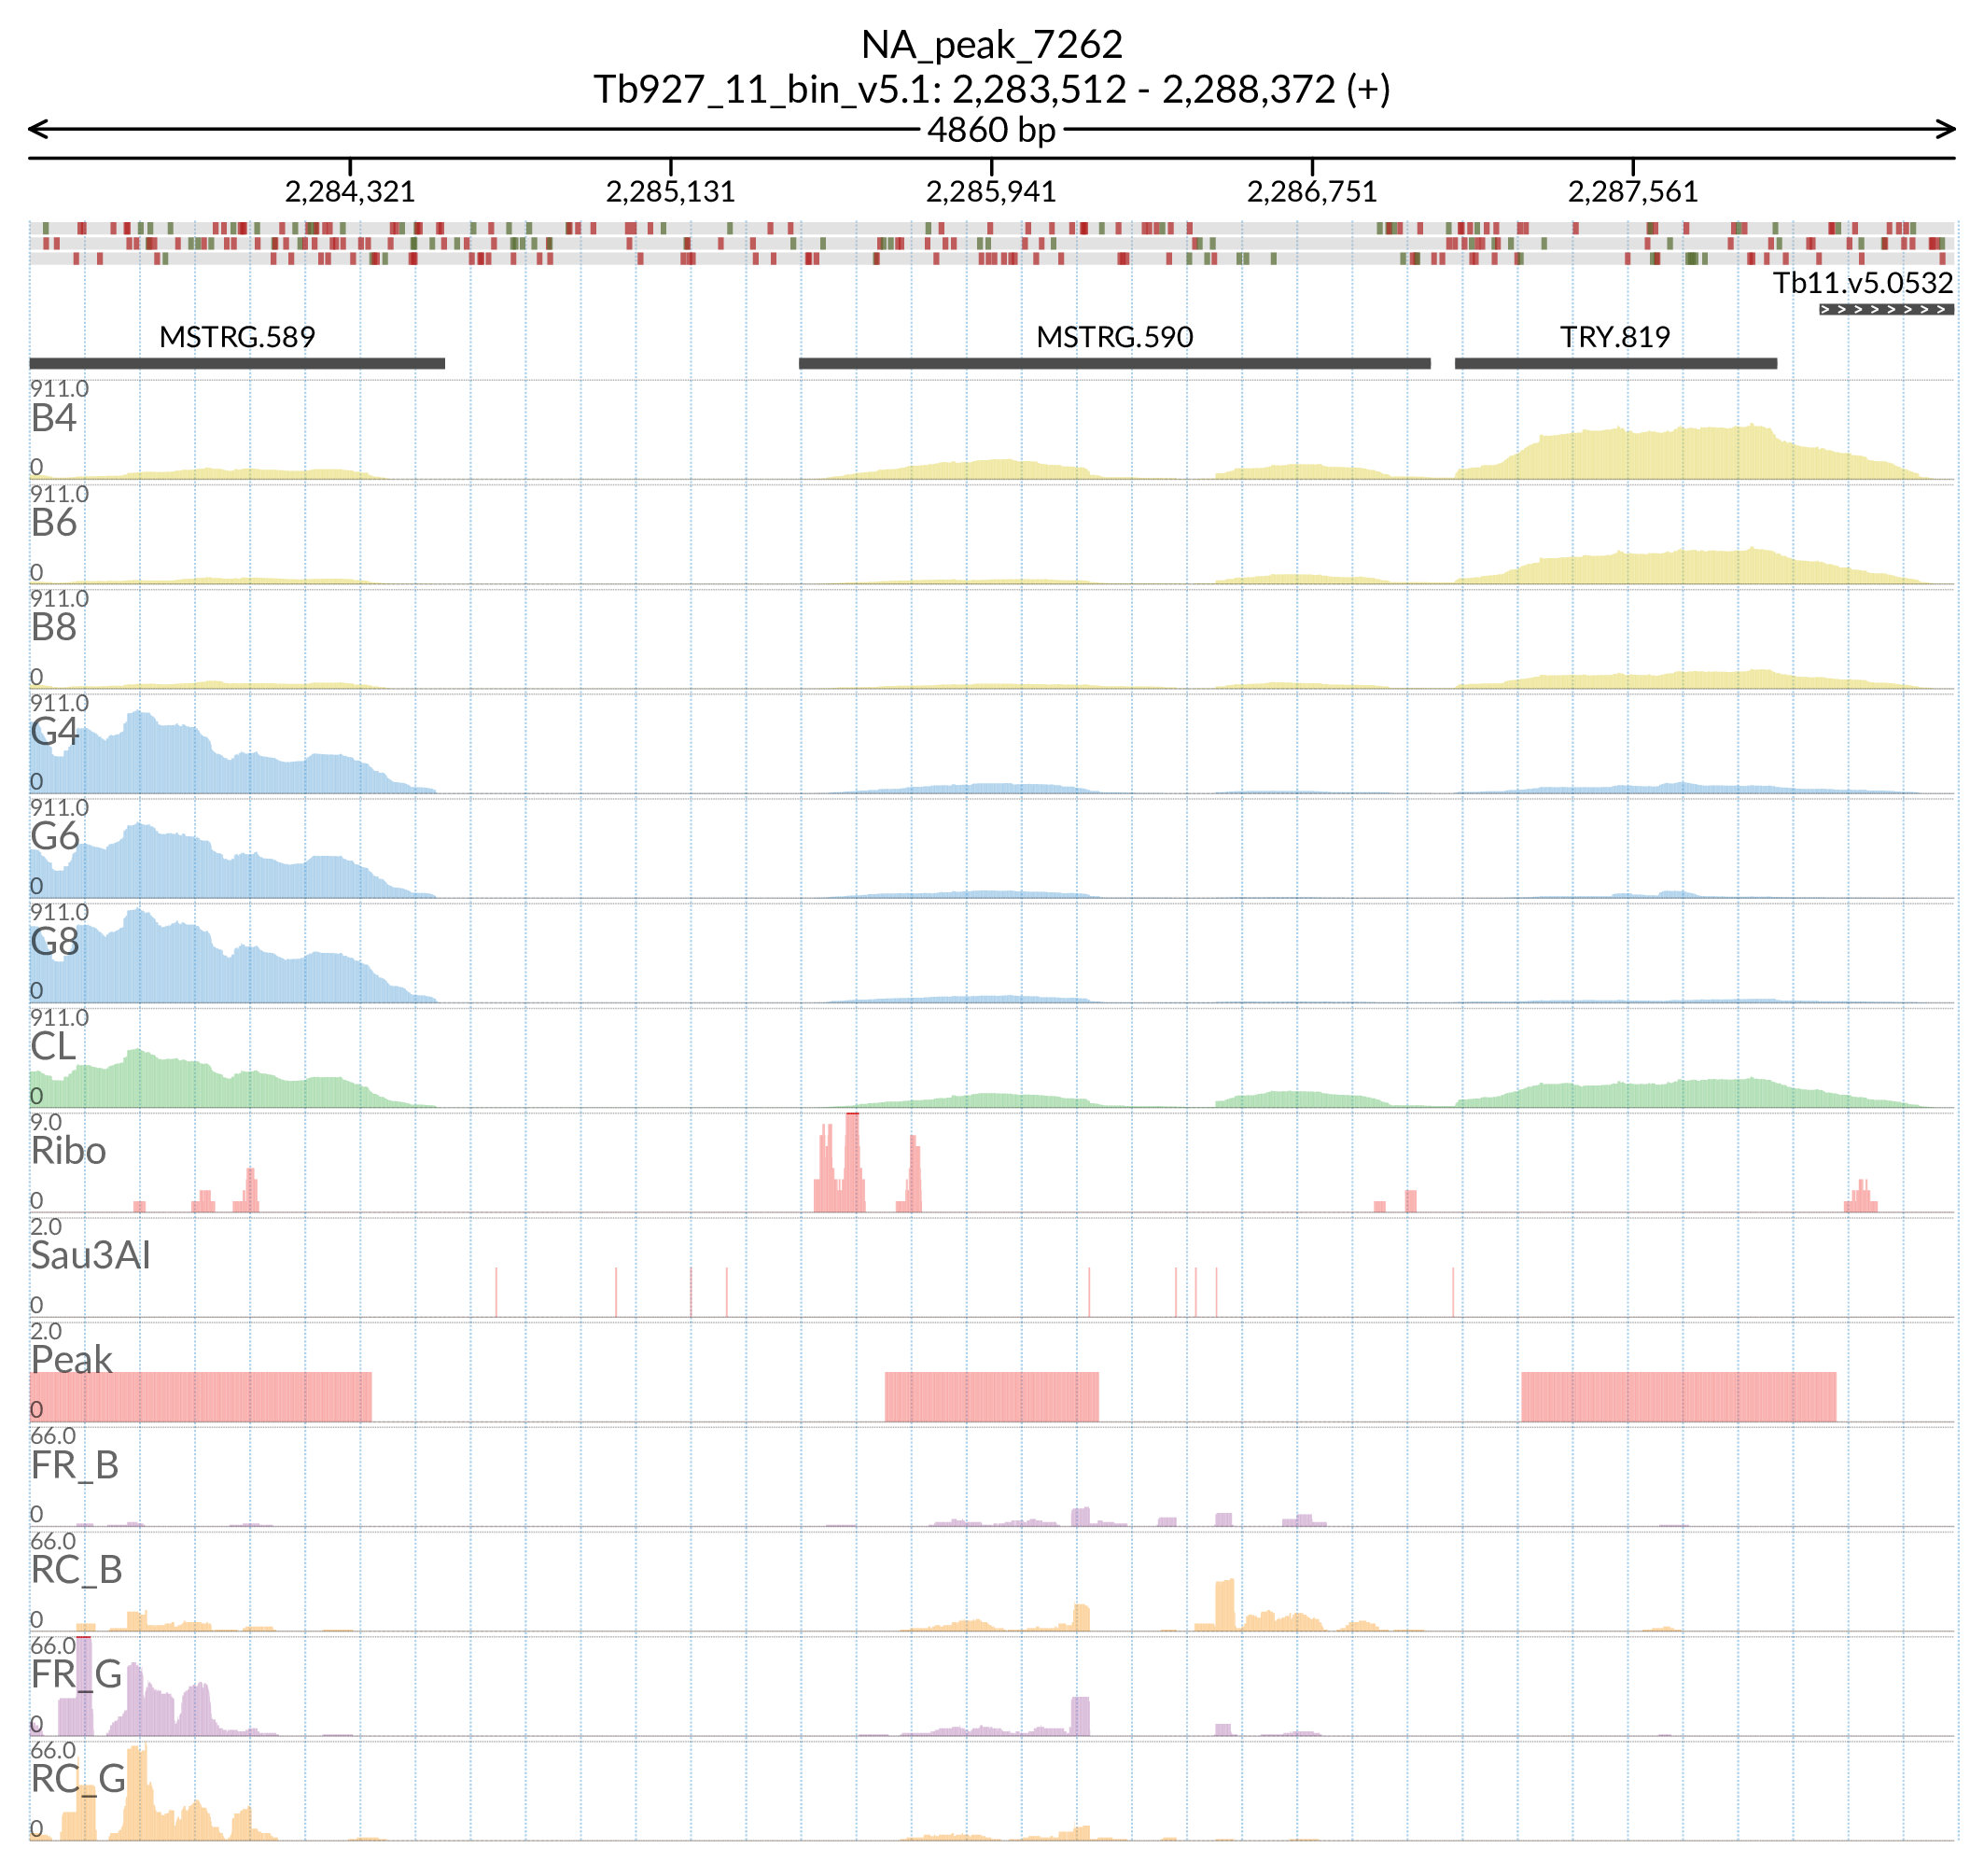 NA_peak_7262
Tb927_11_bin_v5.1: 2,283,512 - 2,288,372 (+)
4860 bp
2,284,321 2,285,131 2,285,941 2,286,751 2,287,561
Tb11.v5.0532
MSTRG.589 MSTRG.590 TRY.819
911.0
B4
0
911.0
B6
0
911.0
B8
0
911.0
G4
0
911.0
G6
0
911.0
G8
0
911.0
CL
0
9.0
Ribo
0
2.0
Sau3AI
0
2.0
Peak
0
66.0
FR_B
0
66.0
RC_B
0
66.0
FR_G
0
66.0
RC_G
0